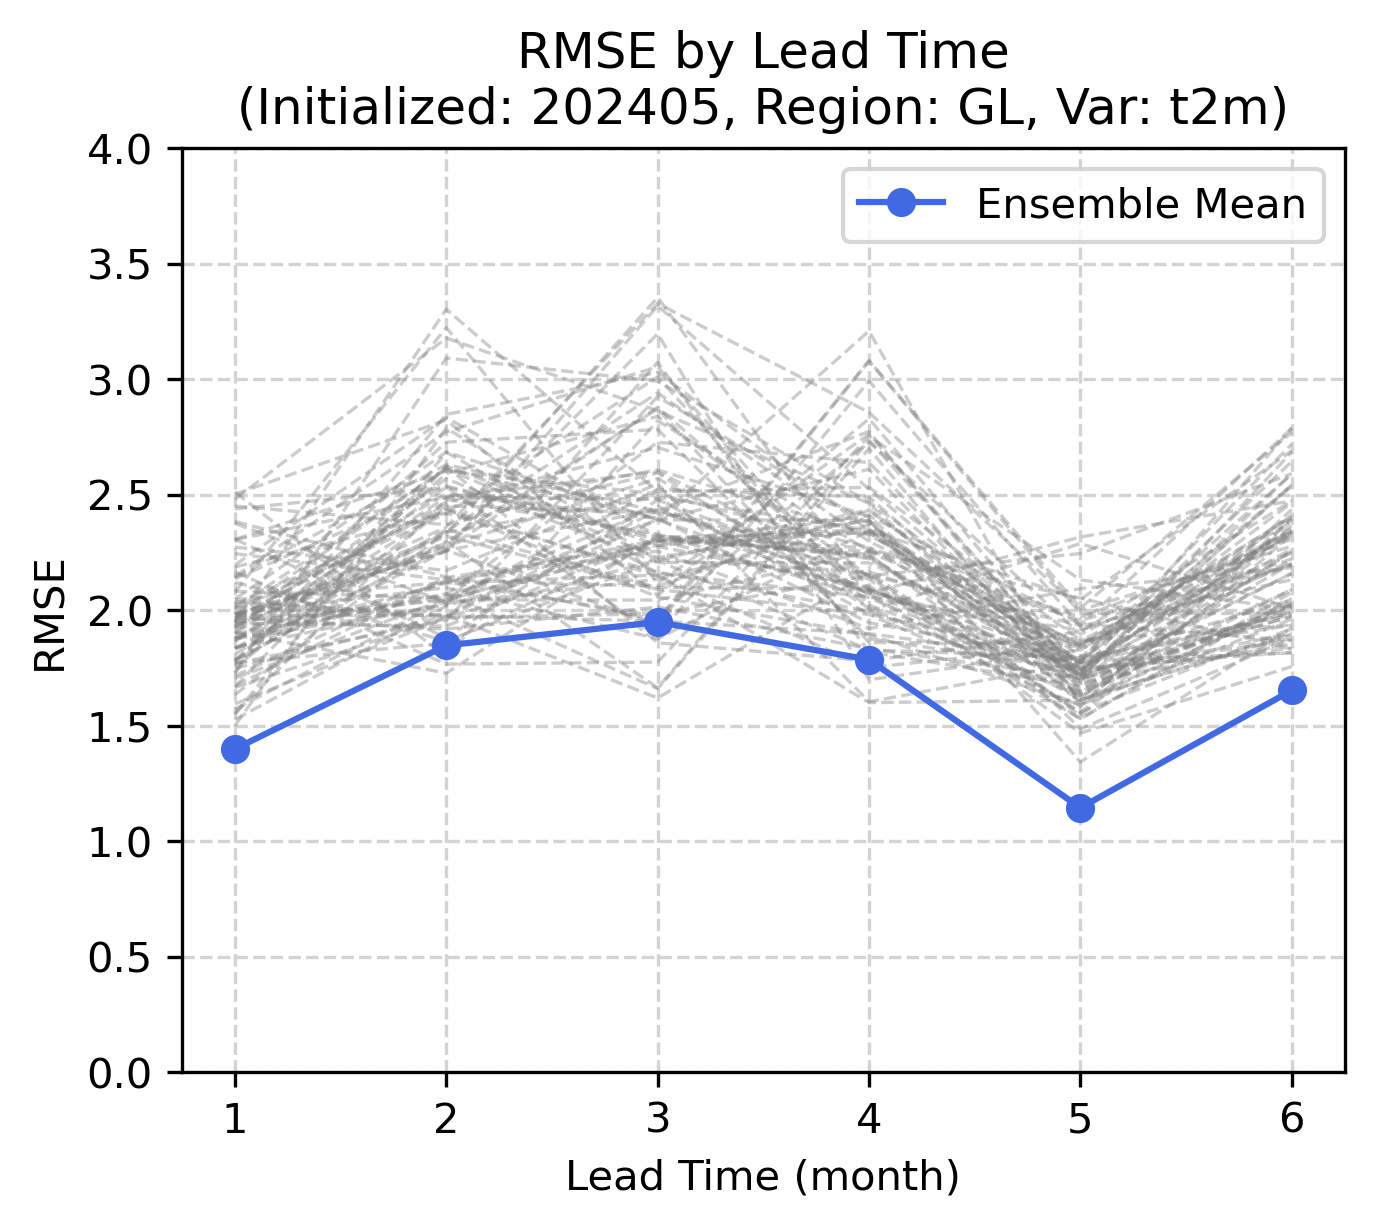 RMSE by Lead Time
(Initialized: 202405, Region: GL, Var: t2m)
Ensemble Mean
RMSE
4.0
3.5
3.0
2.5
2.0
1.5
1.0
0.5
0.0
1 2 3 4 5 6
Lead Time (month)